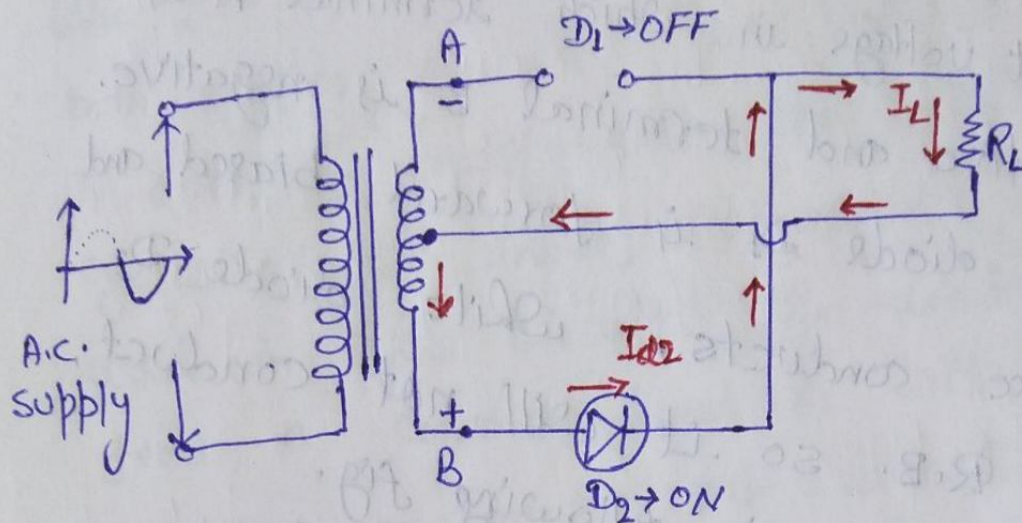 A
D1→OFF
-
IL
RL
A.C.
supply
Id2
+
B
D2→ON